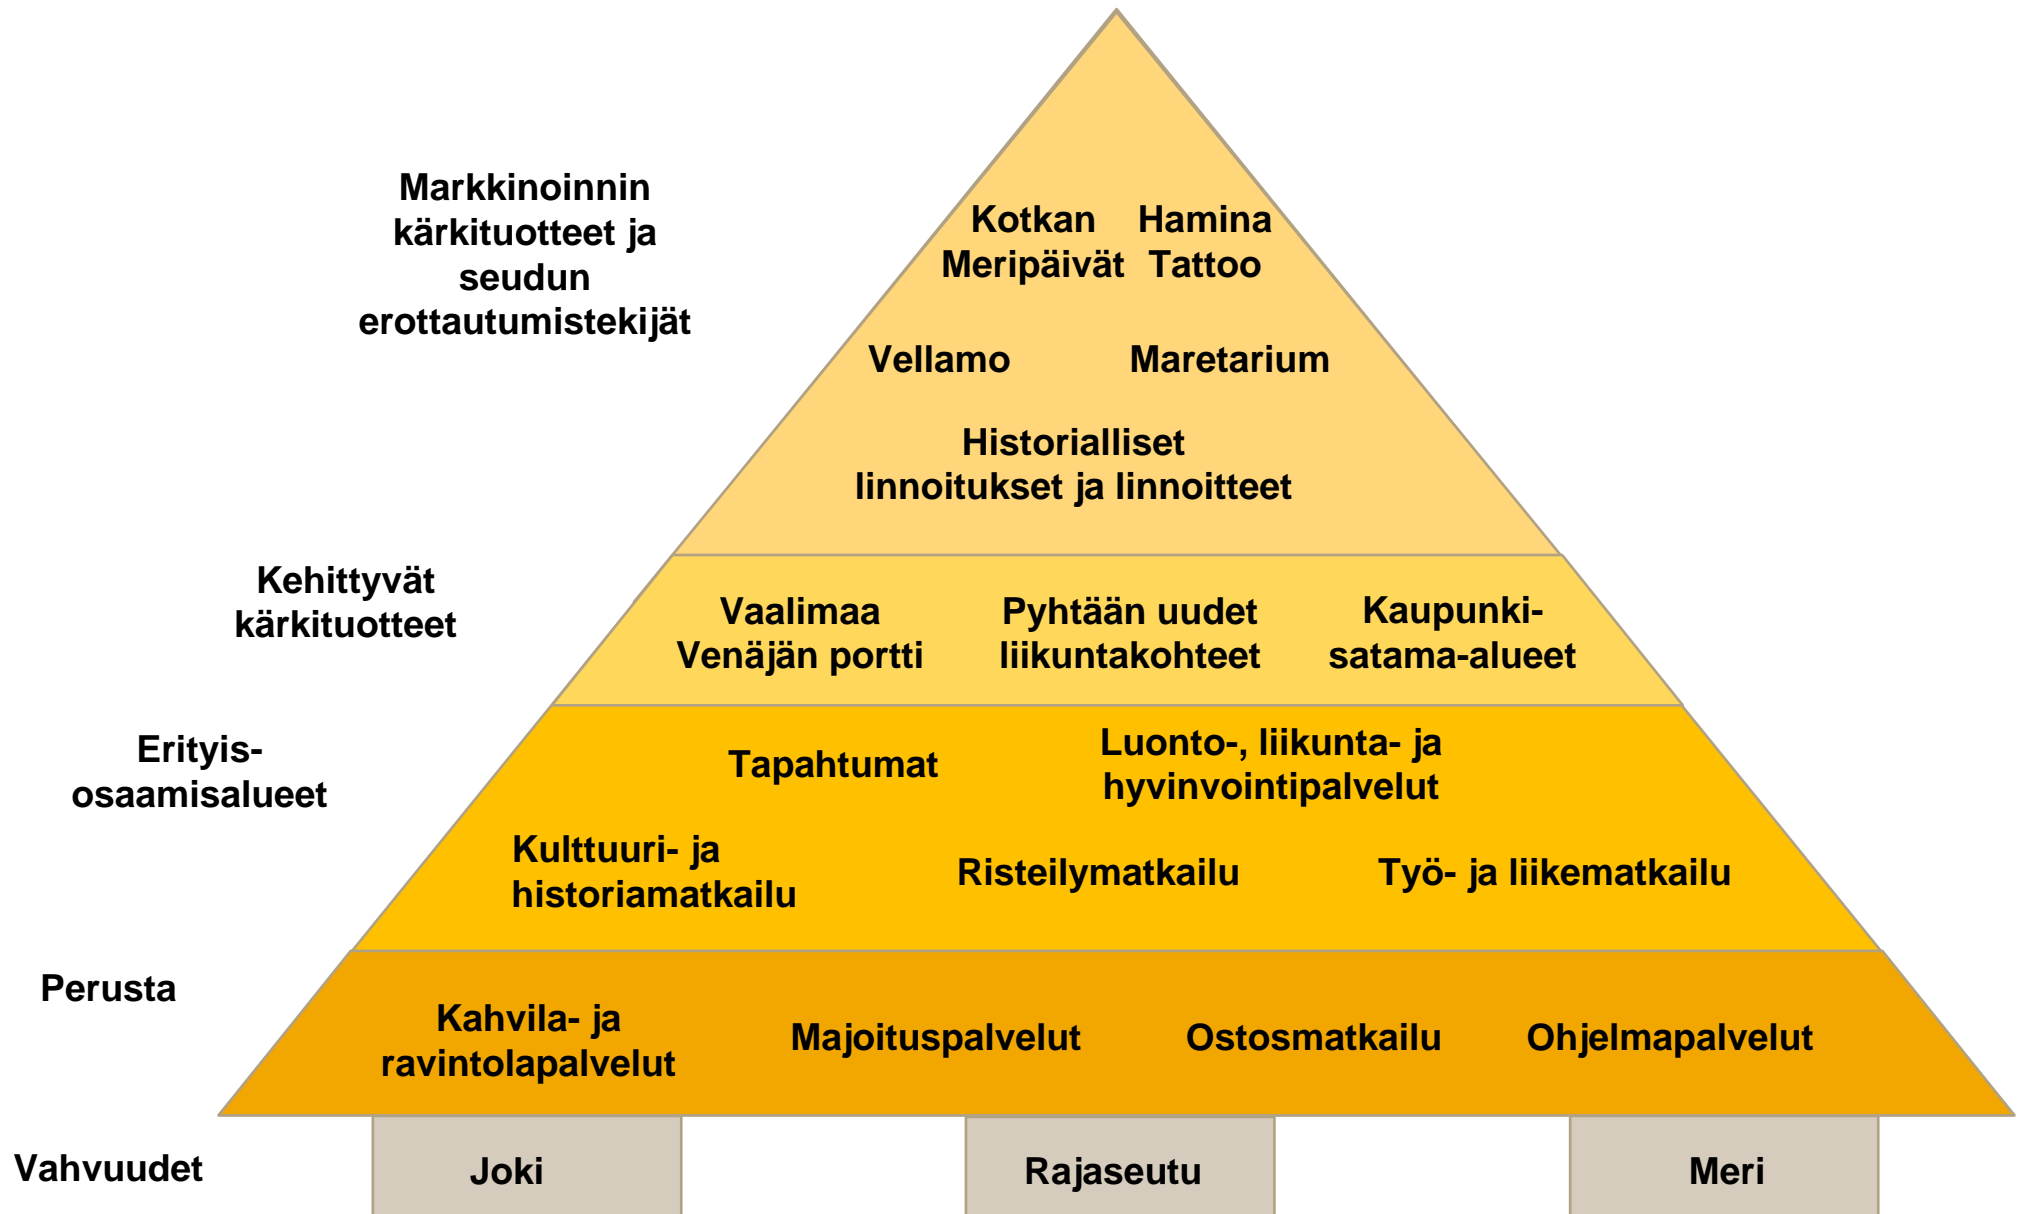 Markkinoinnin
kärkituotteet ja
seudun
erottautumistekijät
Kotkan
Meripäivät
Hamina
Tattoo
Vellamo
Maretarium
Historialliset
linnoitukset ja linnoitteet
Kehittyvät
kärkituotteet
Vaalimaa
Venäjän portti
Pyhtään uudet
liikuntakohteet
Kaupunki-
satama-alueet
Erityis-
osaamisalueet
Tapahtumat
Luonto-, liikunta- ja
hyvinvointipalvelut
Kulttuuri- ja
historiamatkailu
Risteilymatkailu
Työ- ja liikematkailu
Perusta
Kahvila- ja
ravintolapalvelut
Majoituspalvelut
Ostosmatkailu
Ohjelmapalvelut
Vahvuudet
Joki
Rajaseutu
Meri